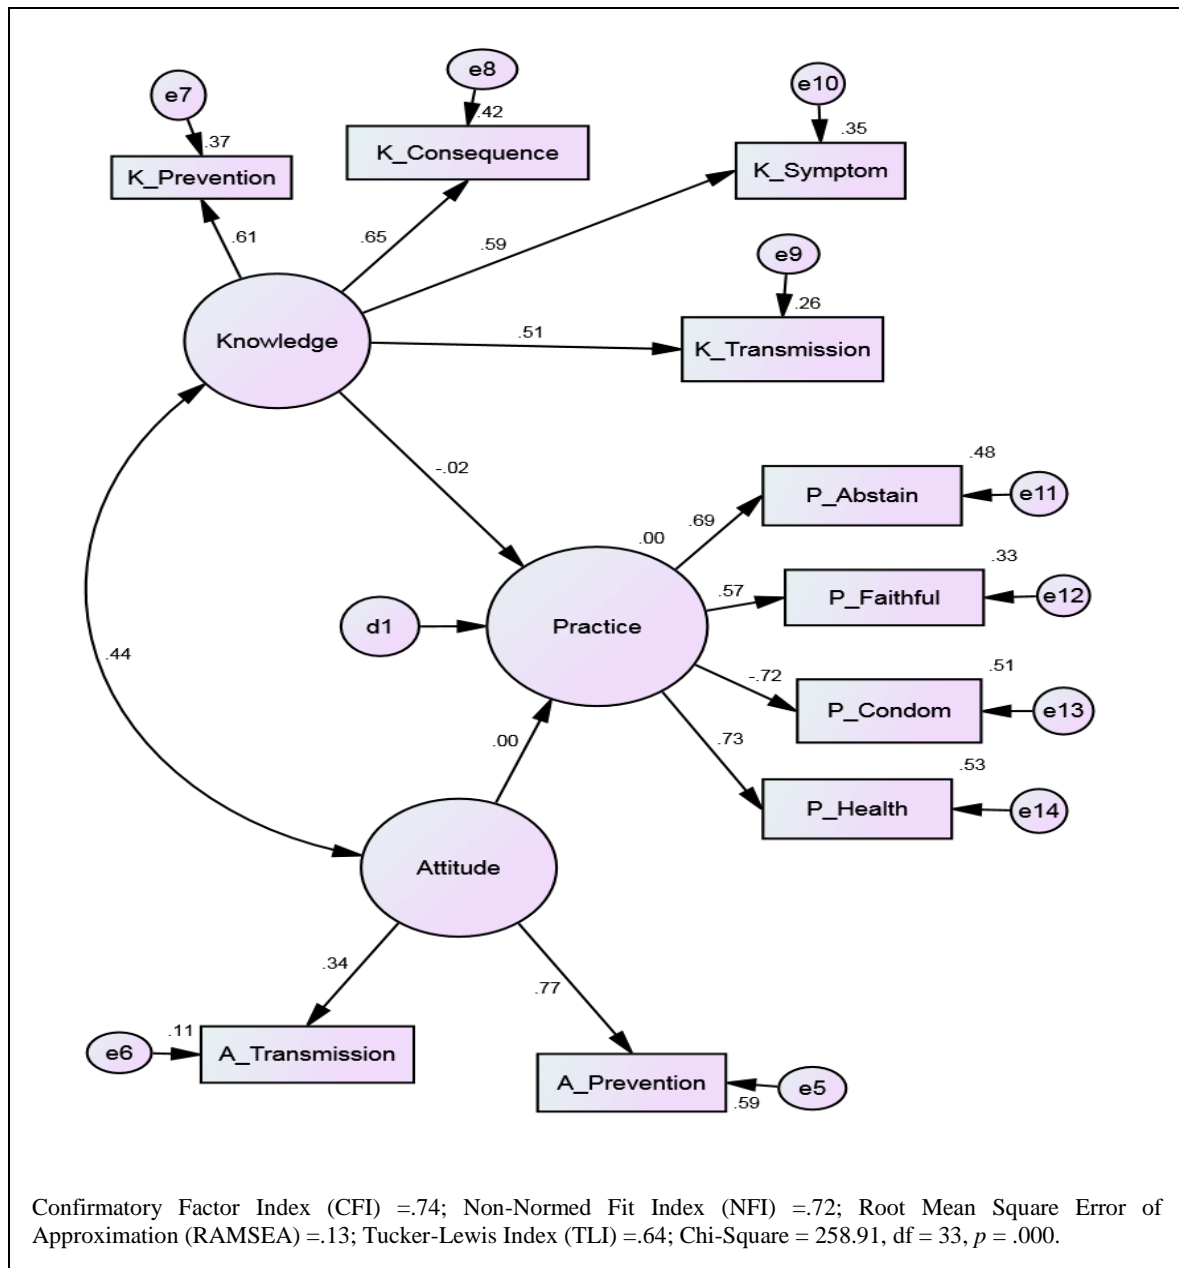 e7
e8
e10
.37
.42
.35
K_Prevention
K_Consequence
K_Symptom
.61
.65
.59
e9
.26
Knowledge
.51
K_Transmission
-.02
.48
P_Abstain
e11
.69
.00
.33
.57
P_Faithful
e12
d1
Practice
.44
-.72
.51
P_Condom
e13
.00
.73
.53
P_Health
e14
Attitude
.34
.77
.11
e6
A_Transmission
A_Prevention
e5
.59
Confirmatory Factor Index (CFI) =.74; Non-Normed Fit Index (NFI) =.72; Root Mean Square Error of
Approximation (RAMSEA) =.13; Tucker-Lewis Index (TLI) =.64; Chi-Square = 258.91, df = 33, p = .000.